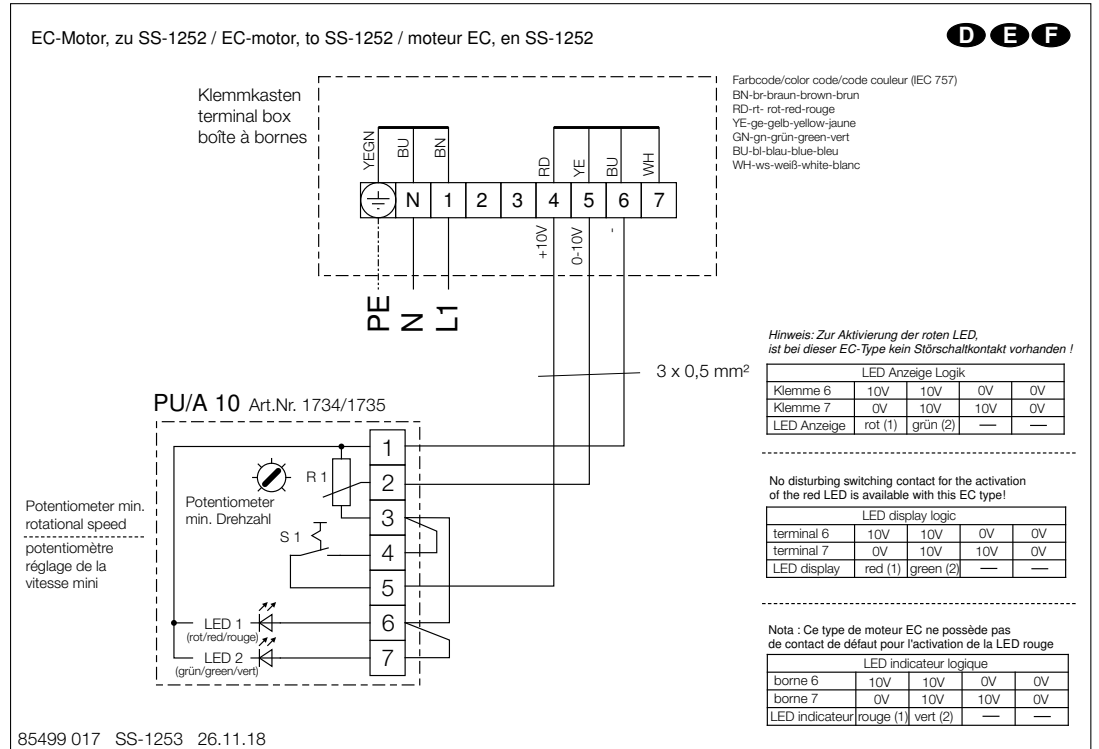 EC-Motor, zu SS-1252 / EC-motor, to SS-1252 / moteur EC, en SS-1252
D E F
Klemmkasten
terminal box
boîte à bornes
Farbcode/color code/code couleur (IEC 757)
BN-br-braun-brown-brun
RD-rt- rot-red-rouge
YE-ge-gelb-yellow-jaune
GN-gn-grün-green-vert
BU-bl-blau-blue-bleu
WH-ws-weiß-white-blanc
YEGN BU BN RD YE BU WH
N 1 2 3 4 5 6 7
+10V 0-10V -
PE N L1
3 x 0,5 mm²
PU/A 10 Art.Nr. 1734/1735
1
R 1 2
Potentiometer
min. Drehzahl
3
S 1
4
5
LED 1 6
(rot/red/rouge)
LED 2 7
(grün/green/vert)
Potentiometer min.
rotational speed
potentiomètre
réglage de la
vitesse mini
Hinweis: Zur Aktivierung der roten LED,
ist bei dieser EC-Type kein Störschaltkontakt vorhanden !
LED Anzeige Logik
Klemme 6 10V 10V 0V 0V
Klemme 7 0V 10V 10V 0V
LED Anzeige rot (1) grün (2) — —
No disturbing switching contact for the activation
of the red LED is available with this EC type!
LED display logic
terminal 6 10V 10V 0V 0V
terminal 7 0V 10V 10V 0V
LED display red (1) green (2) — —
Nota : Ce type de moteur EC ne possède pas
de contact de défaut pour l'activation de la LED rouge
LED indicateur logique
borne 6 10V 10V 0V 0V
borne 7 0V 10V 10V 0V
LED indicateur rouge (1) vert (2) — —
85499 017 SS-1253 26.11.18